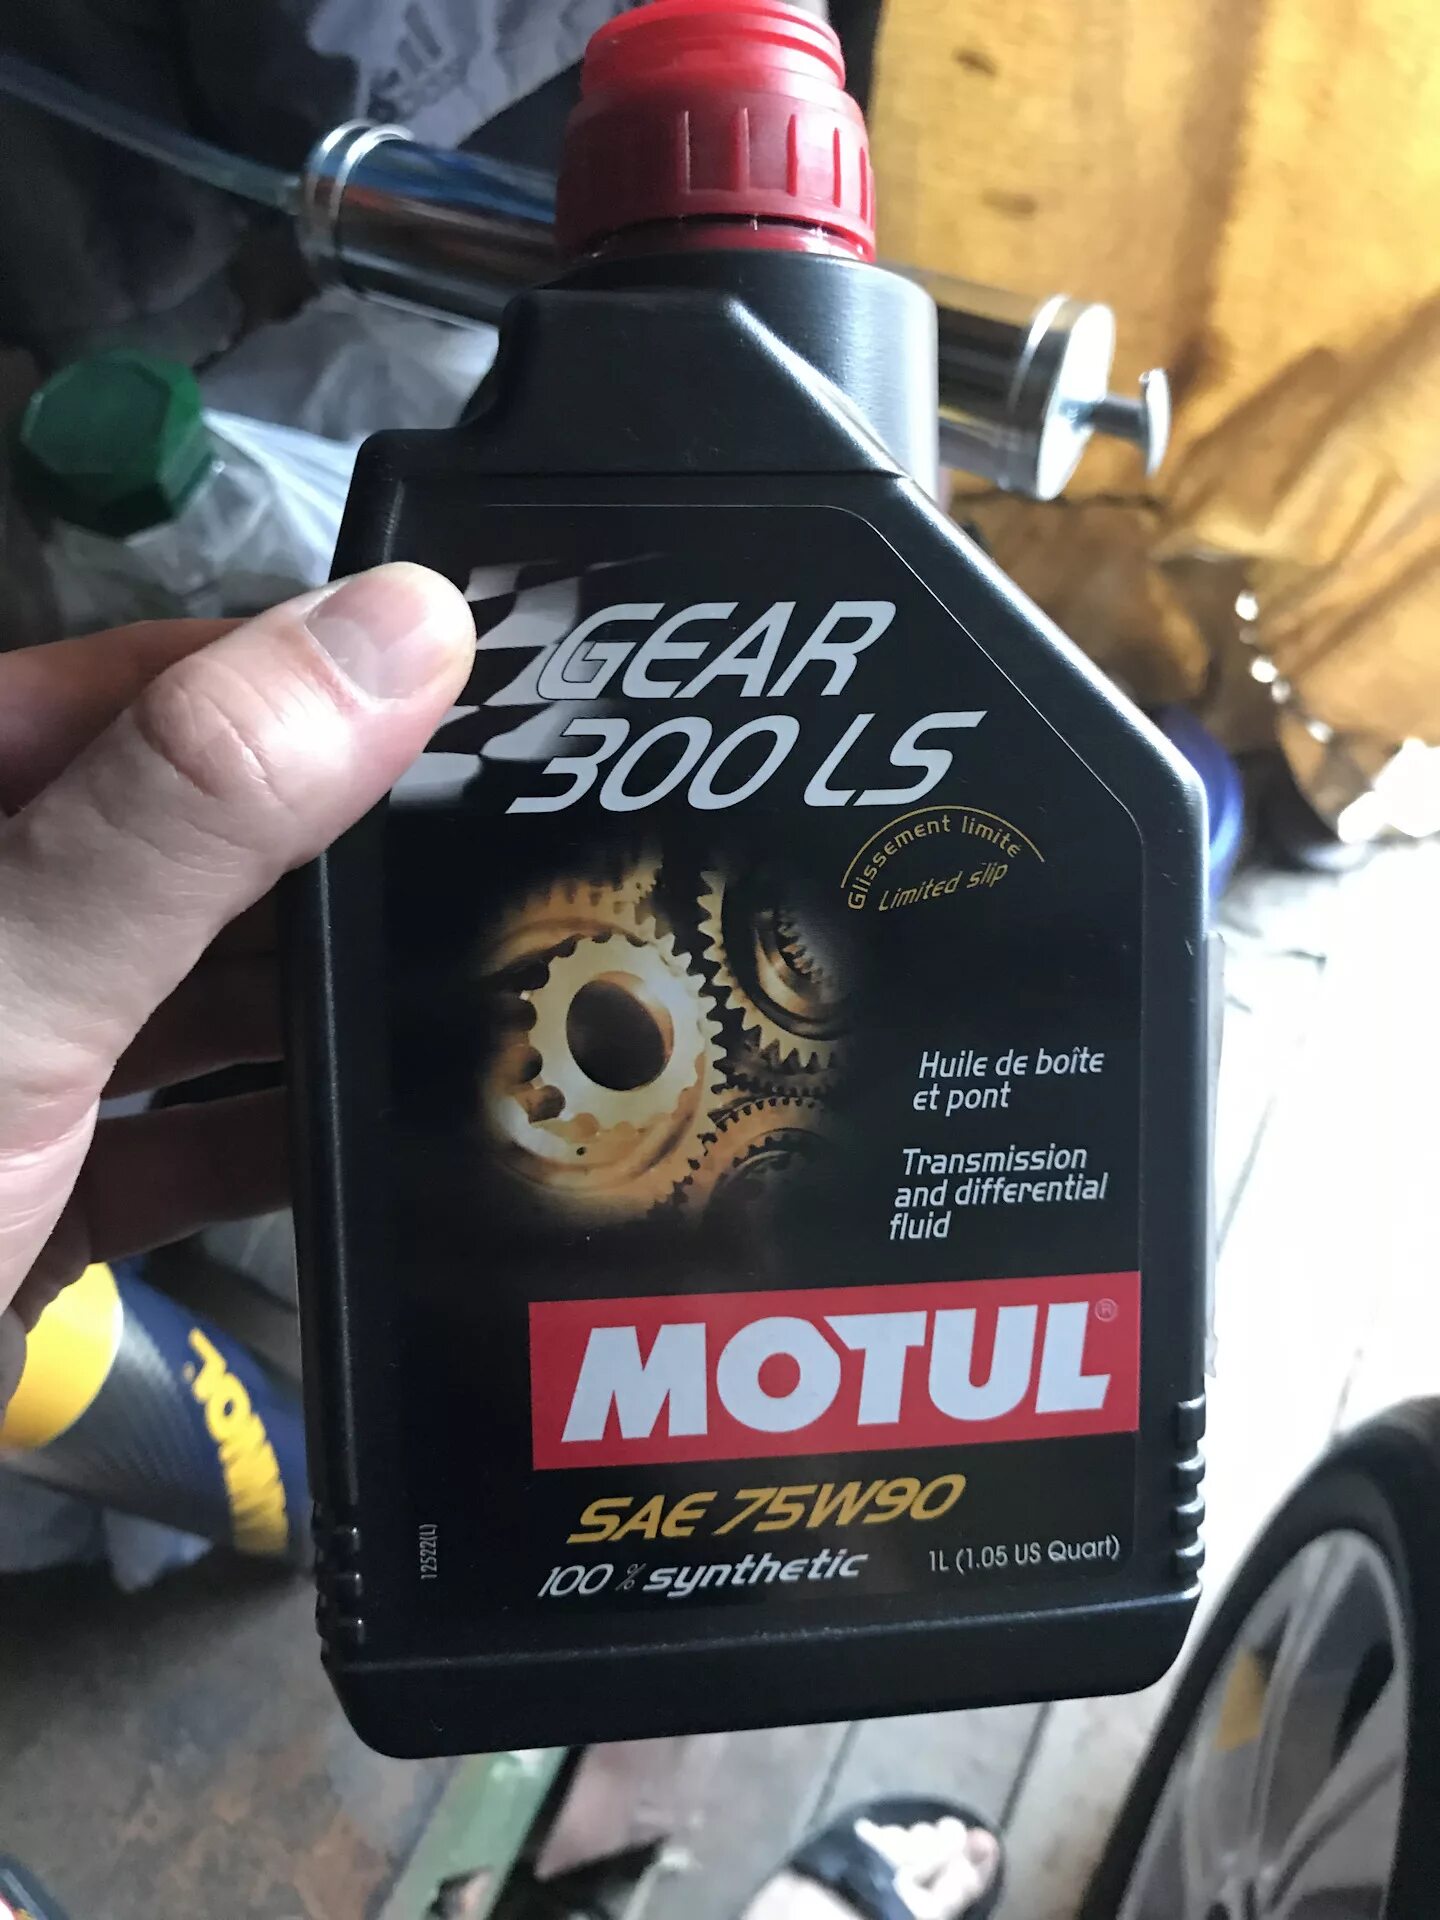 GEAR
300 LS
Glissement limité
Limited slip
Huile de boîte
et pont
Transmission
and differential
fluid
MOTUL®
SAE 75W90
100 % synthetic
1L (1.05 US Quart)
12522(L)